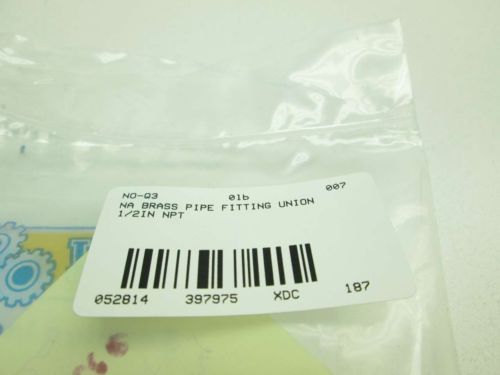 NO-Q3 01b 007
NA BRASS PIPE FITTING UNION
1/2IN NPT
052814 397975 XDC 187